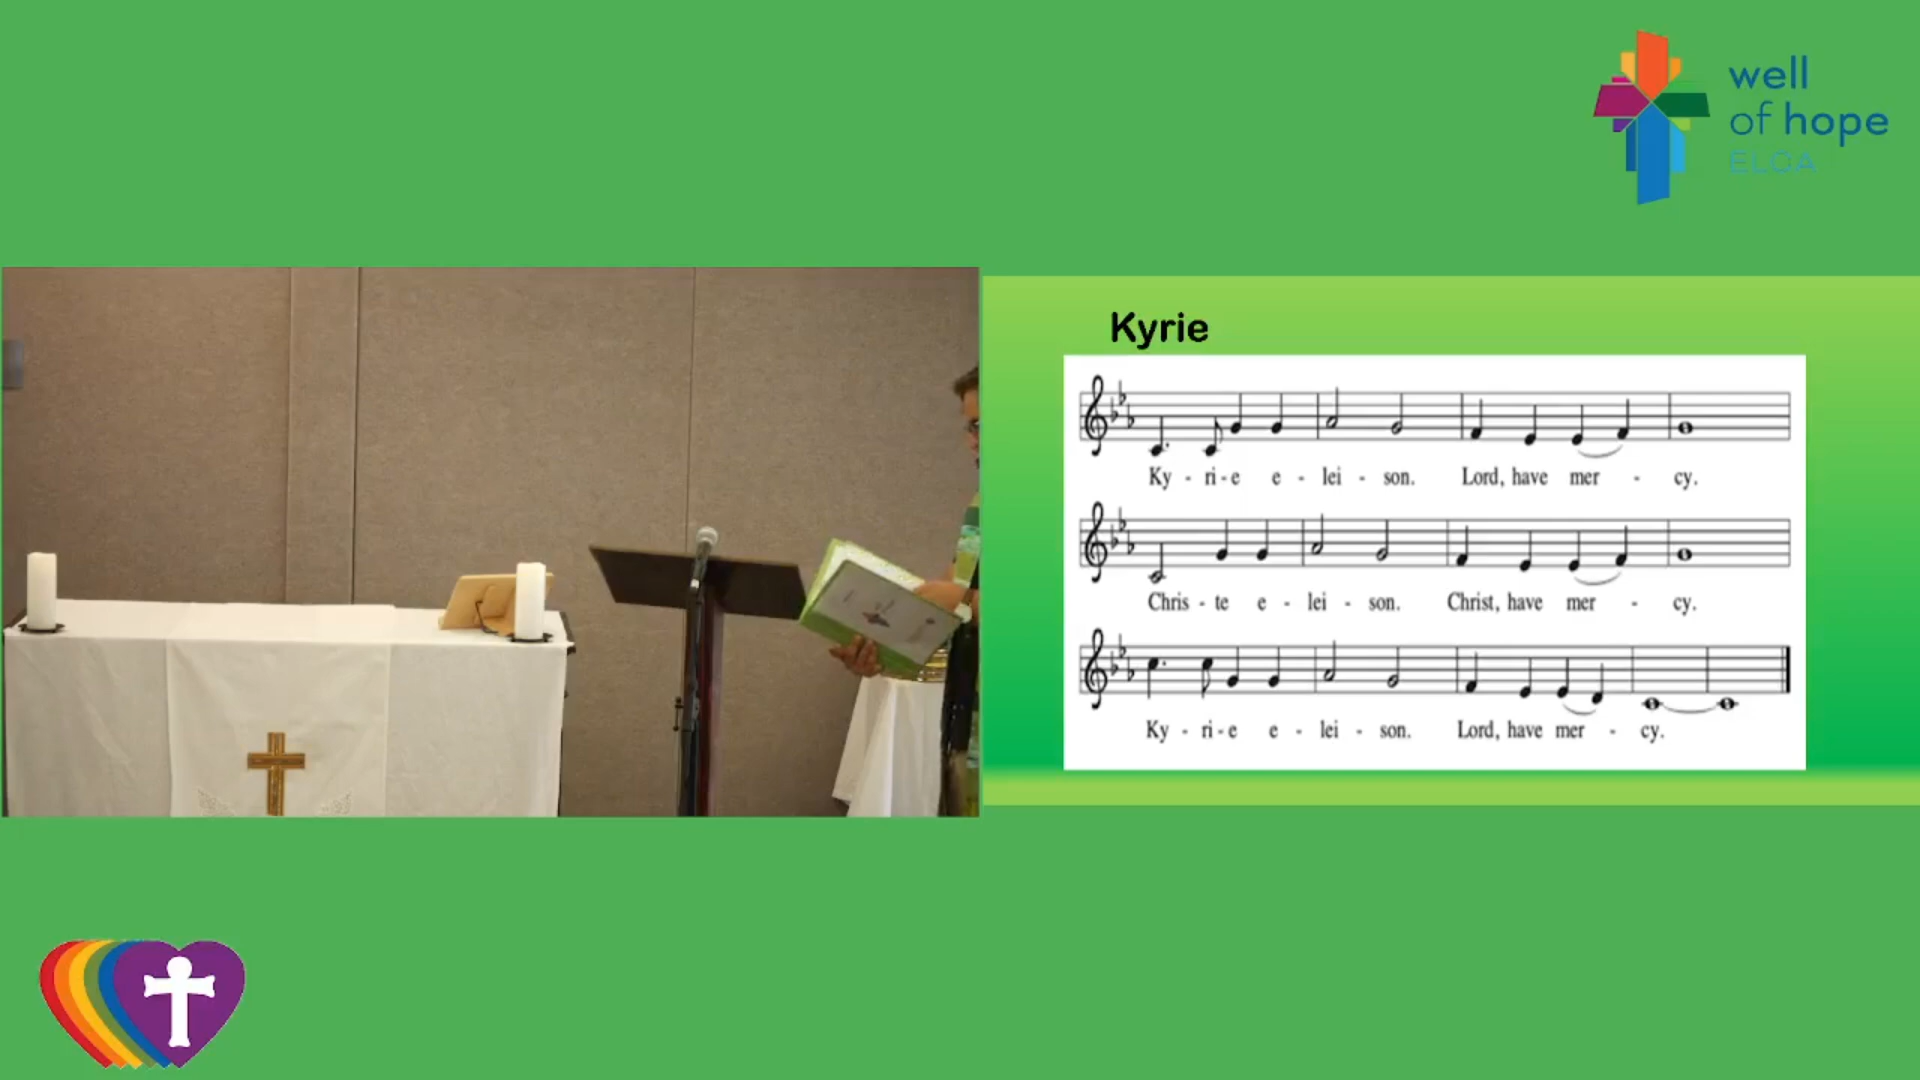 well
of hope
ELCA
Kyrie
Ky - ri - e e - lei - son. Lord, have mer - cy.
Chris - te e - lei - son. Christ, have mer - cy.
Ky - ri - e e - lei - son. Lord, have mer - cy.